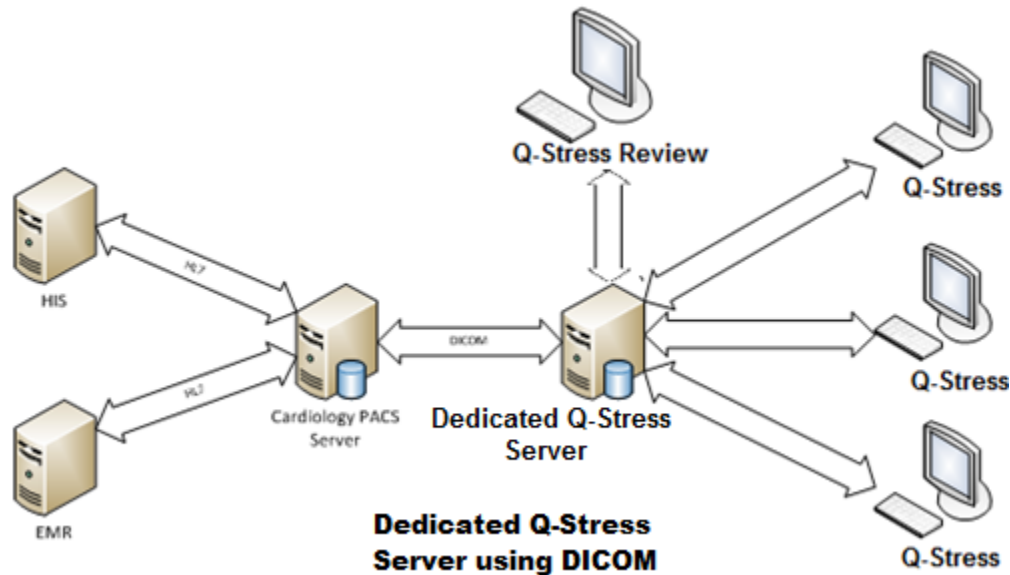 Q-Stress Review
Q-Stress
HL7
HIS
DICOM
Q-Stress
HL7
Cardiology PACS
Server
Dedicated Q-Stress
Server
EMR
Dedicated Q-Stress
Server using DICOM
Q-Stress